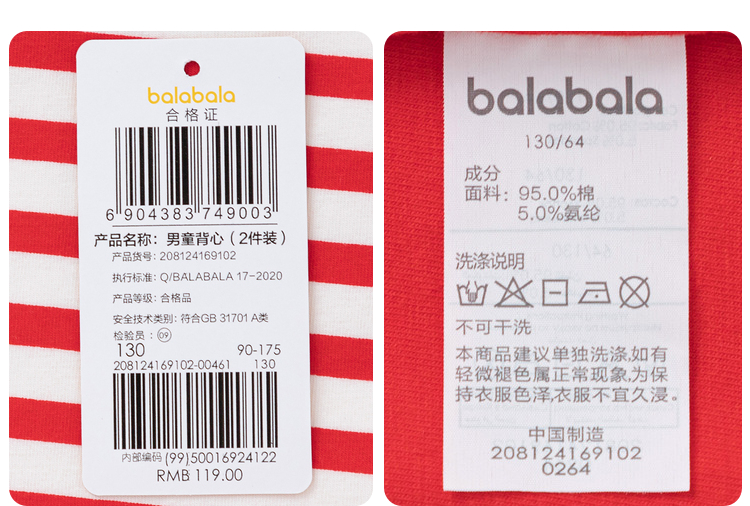 balabala
合格证
6 904383 749003
产品名称：男童背心（2件装）
产品货号：208124169102
执行标准：Q/BALABALA 17-2020
产品等级：合格品
安全技术类别：符合GB 31701 A类
检验员：09
130 90-175
208124169102-00461 130
内部编码 (99)50016924122
RMB 119.00
balabala
130/64
成分
面料：95.0%棉
5.0%氨纶
洗涤说明
不可干洗
本商品建议单独洗涤,如有
轻微褪色属正常现象,为保
持衣服色泽,衣服不宜久浸。
中国制造
208124169102
0264